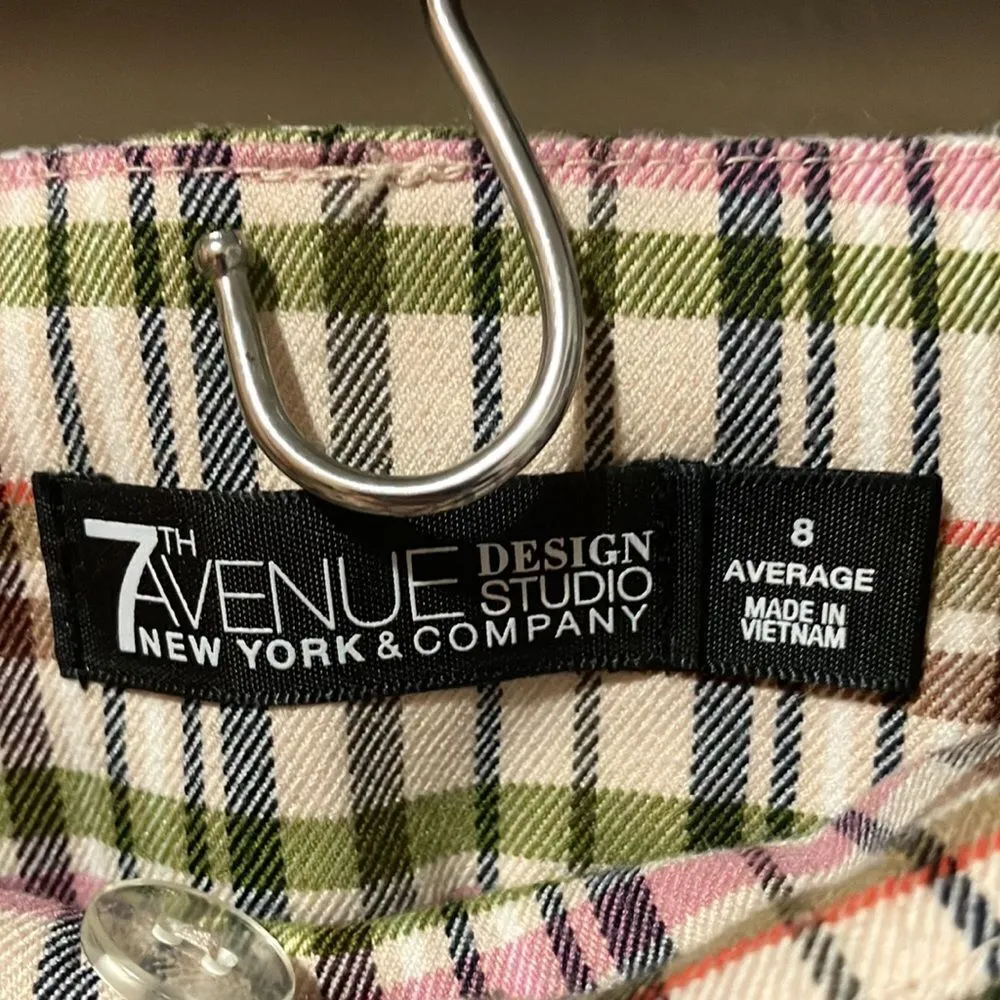 7TH AVENUE DESIGN STUDIO
NEW YORK & COMPANY
8
AVERAGE
MADE IN
VIETNAM